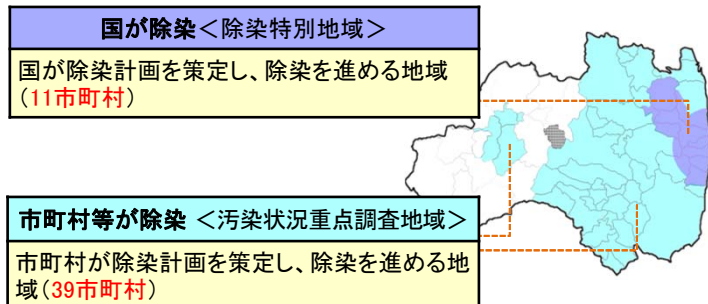 国が除染＜除染特別地域＞
国が除染計画を策定し、除染を進める地域
（11市町村）
市町村等が除染 ＜汚染状況重点調査地域＞
市町村が除染計画を策定し、除染を進める地
域（39市町村）